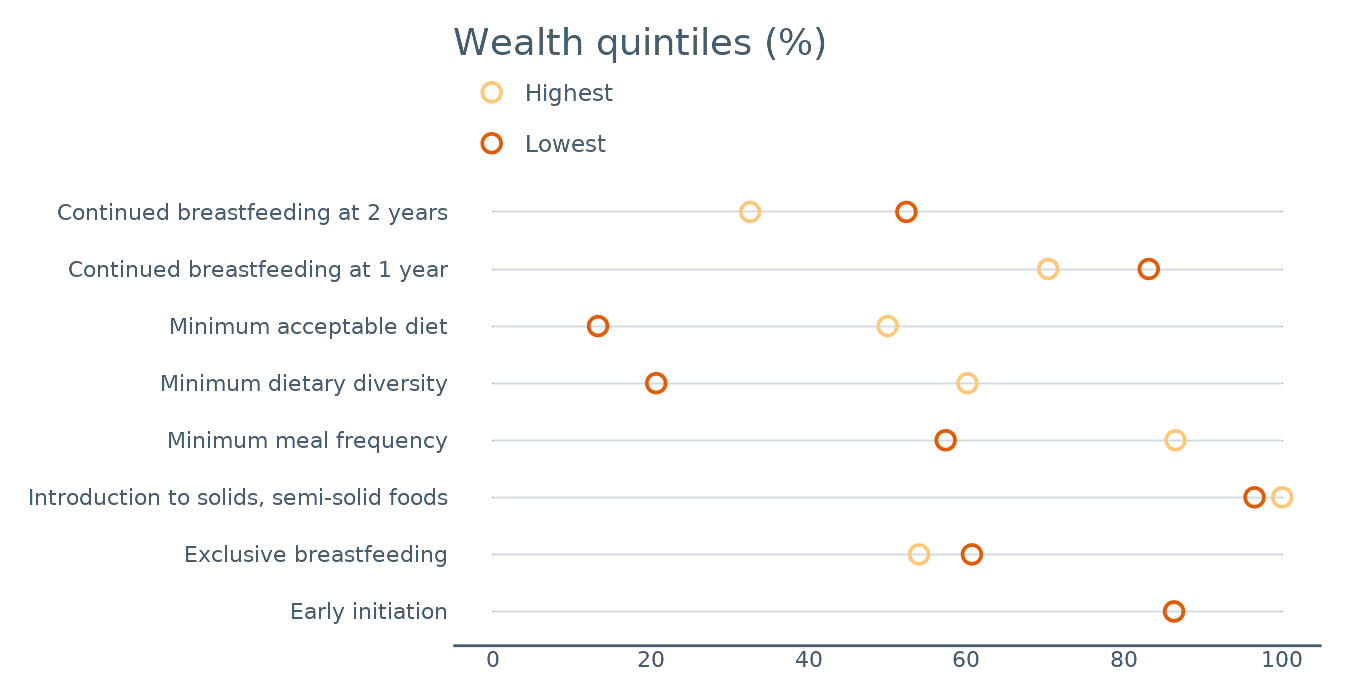 Wealth quintiles (%)
Highest
Lowest
Continued breastfeeding at 2 years
Continued breastfeeding at 1 year
Minimum acceptable diet
Minimum dietary diversity
Minimum meal frequency
Introduction to solids, semi-solid foods
Exclusive breastfeeding
Early initiation
0 20 40 60 80 100